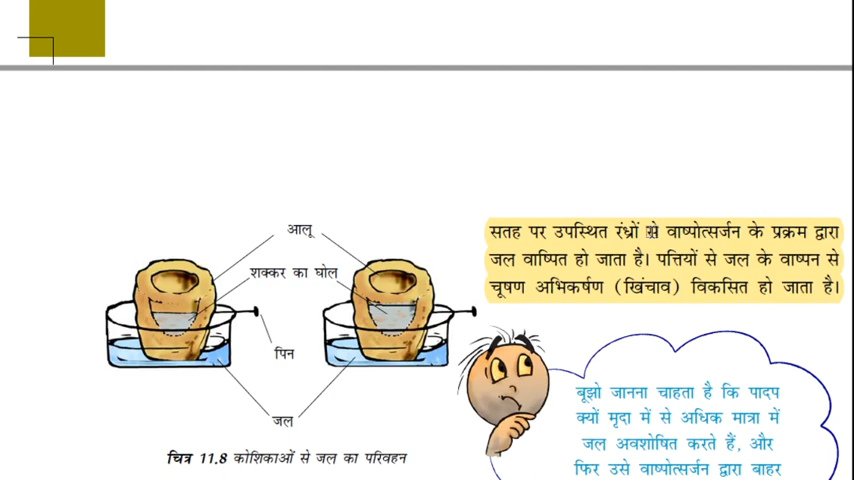 आलू
शक्कर का घोल
पिन
जल
चित्र 11.8 कोशिकाओं से जल का परिवहन
सतह पर उपस्थित रंध्रों से वाष्पोत्सर्जन के प्रक्रम द्वारा
जल वाष्पित हो जाता है। पत्तियों से जल के वाष्पन से
चूषण अभिकर्षण (खिंचाव) विकसित हो जाता है।
बूझो जानना चाहता है कि पादप
क्यों मृदा में से अधिक मात्रा में
जल अवशोषित करते हैं, और
फिर उसे वाष्पोत्सर्जन द्वारा बाहर